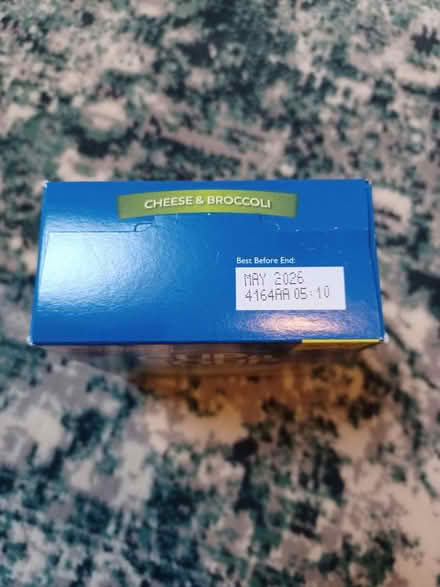 CHEESE & BROCCOLI
Best Before End:
MAY 2026
4164AA 05:10